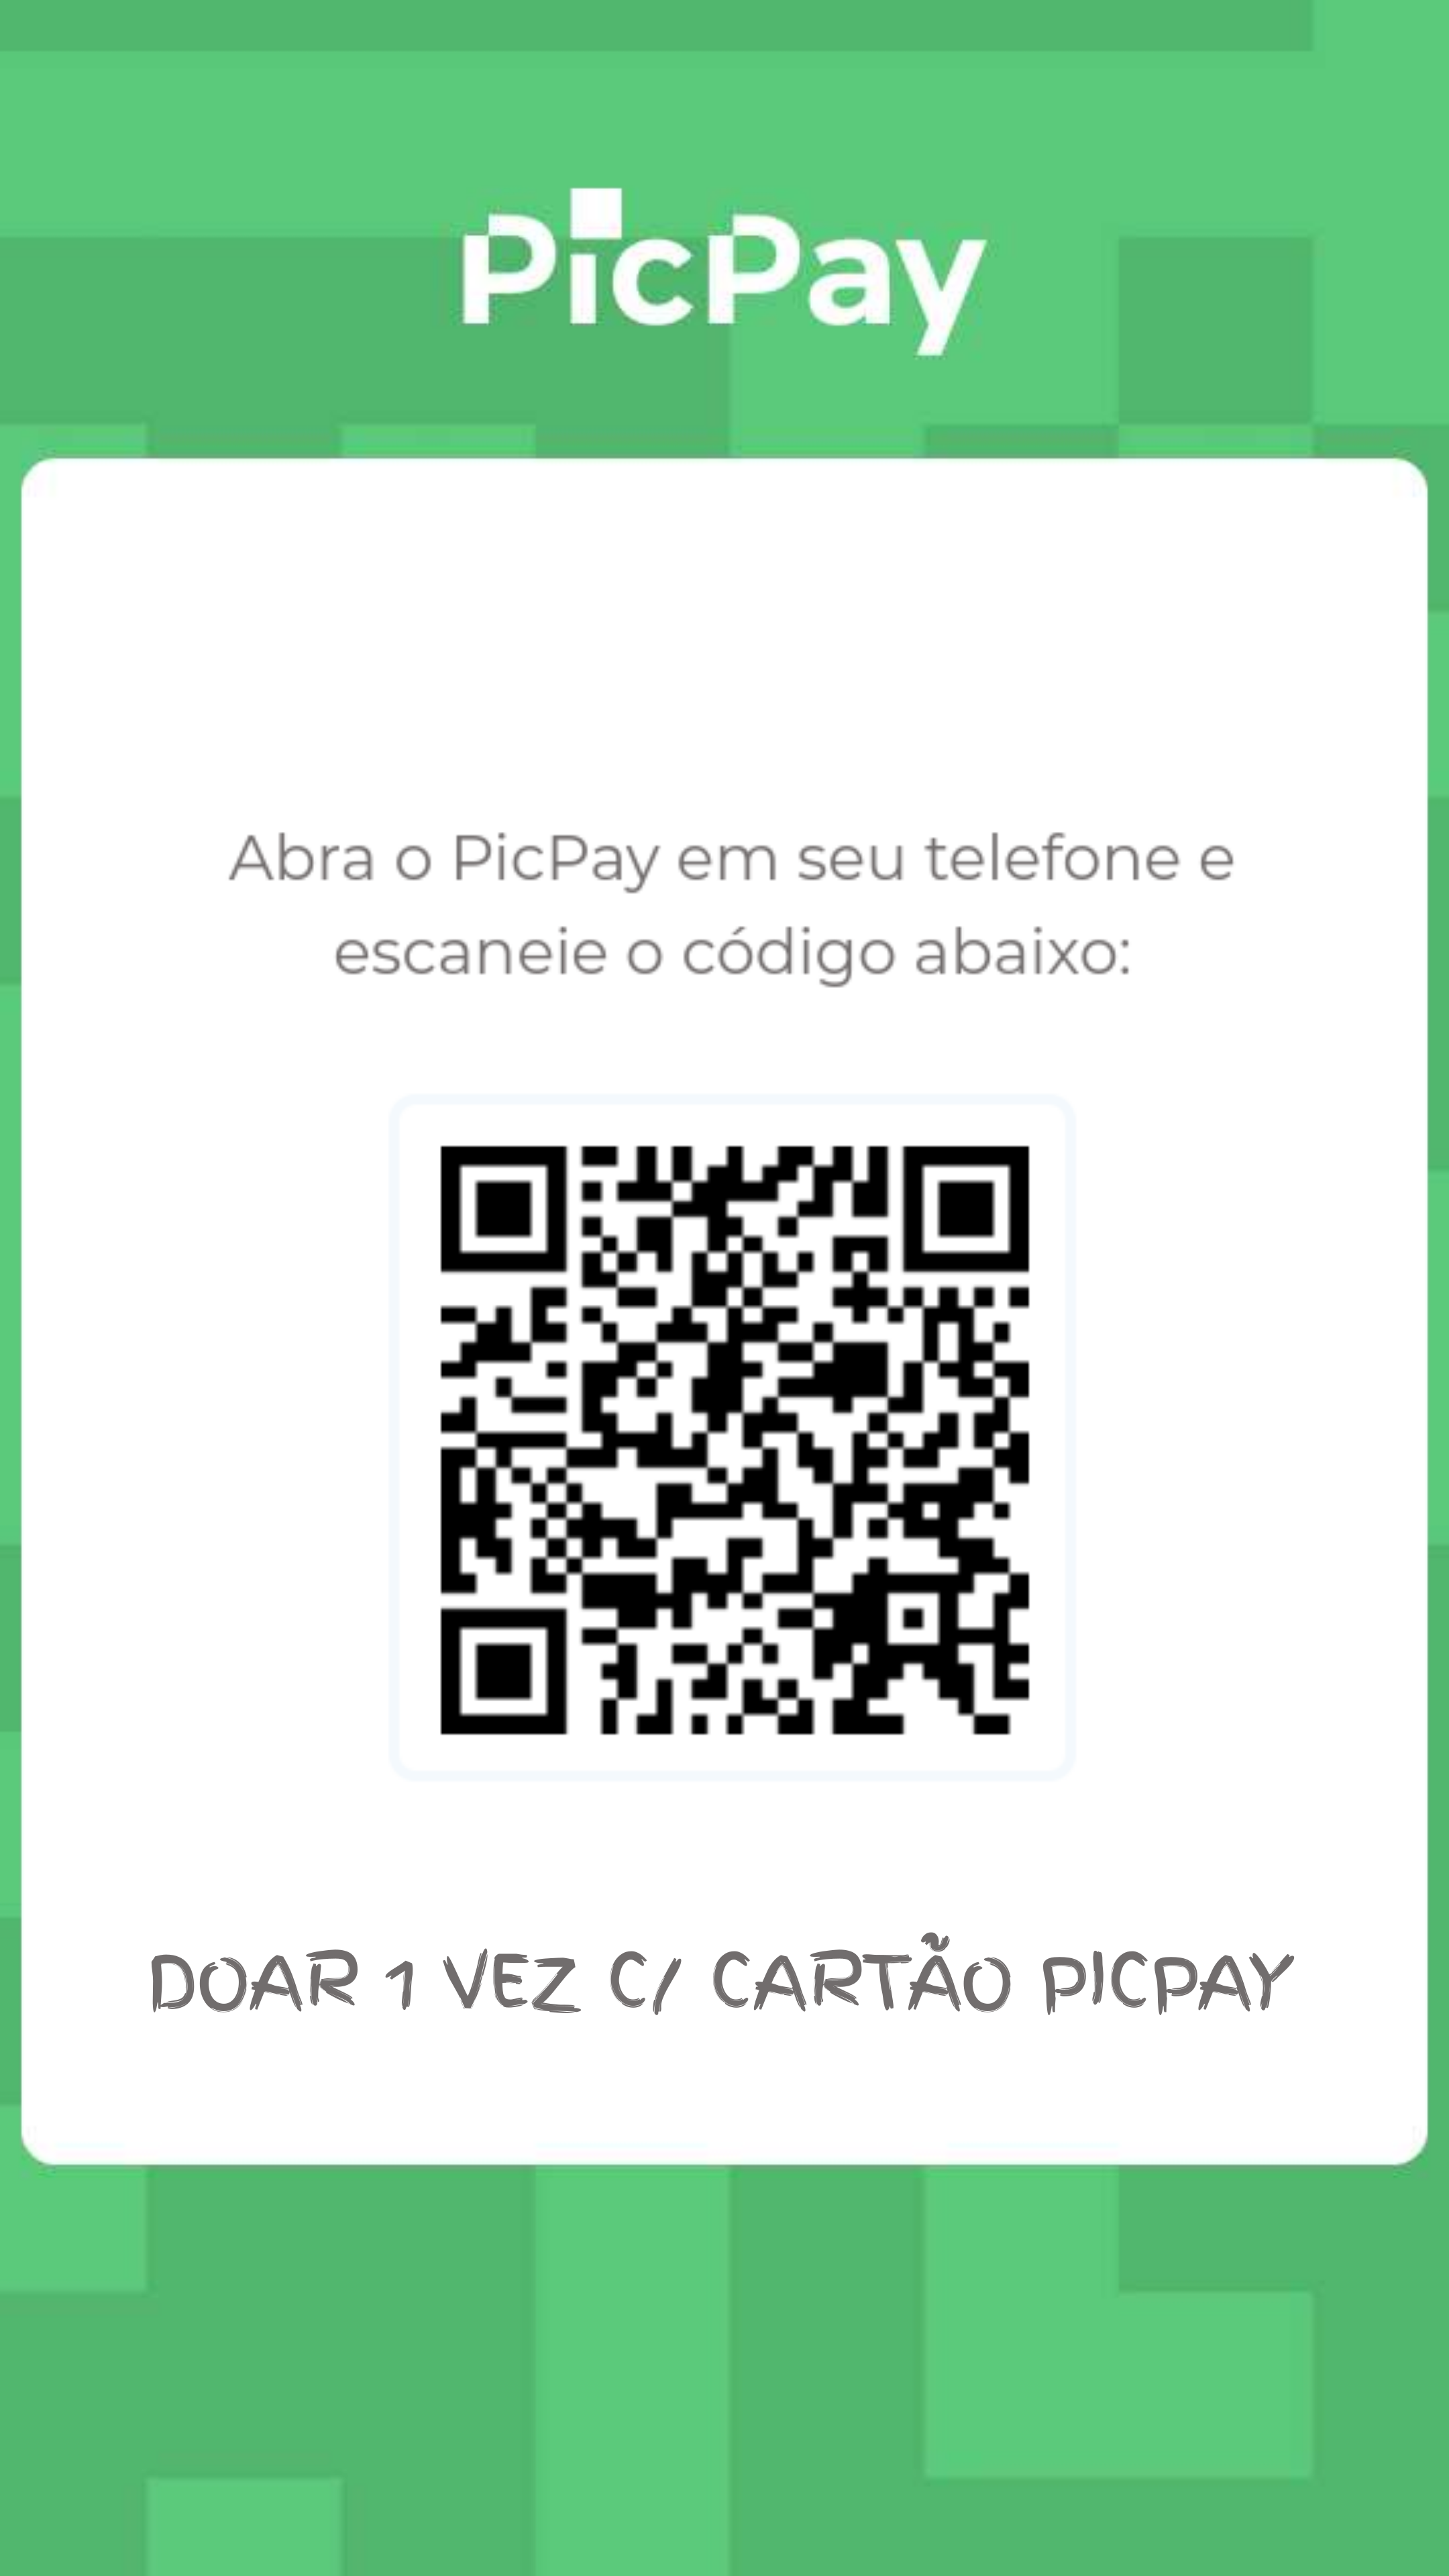 PicPay
Abra o PicPay em seu telefone e
escaneie o código abaixo:
DOAR 1 VEZ C/ CARTÃO PICPAY